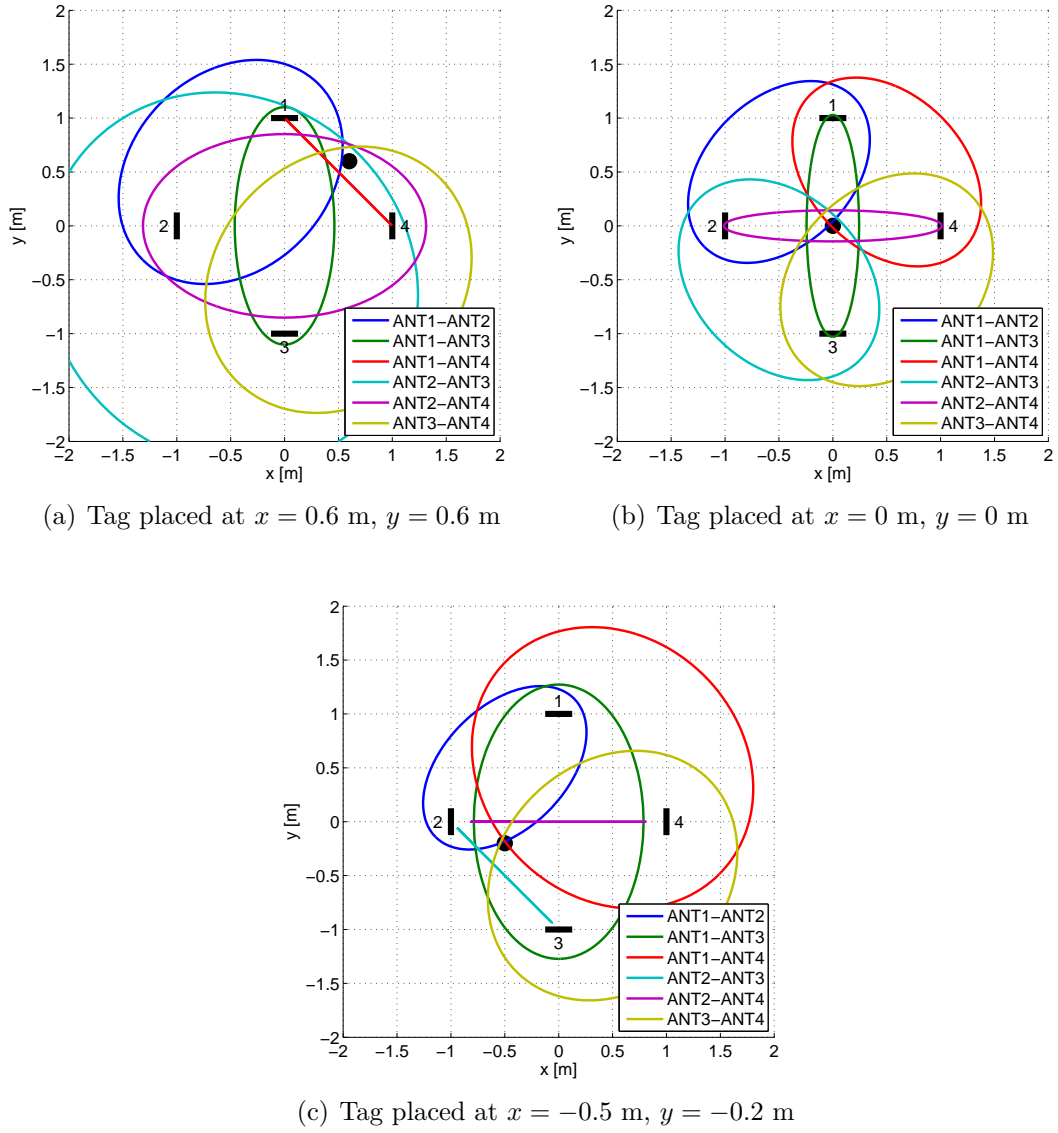 2
1.5
1
0.5
0
−0.5
−1
−1.5
−2
−2 −1.5 −1 −0.5 0 0.5 1 1.5 2
x [m]
y [m]
1
2
3
4
ANT1−ANT2
ANT1−ANT3
ANT1−ANT4
ANT2−ANT3
ANT2−ANT4
ANT3−ANT4
(a) Tag placed at x = 0.6 m, y = 0.6 m
2
1.5
1
0.5
0
−0.5
−1
−1.5
−2
−2 −1.5 −1 −0.5 0 0.5 1 1.5 2
x [m]
y [m]
1
2
3
4
ANT1−ANT2
ANT1−ANT3
ANT1−ANT4
ANT2−ANT3
ANT2−ANT4
ANT3−ANT4
(b) Tag placed at x = 0 m, y = 0 m
2
1.5
1
0.5
0
−0.5
−1
−1.5
−2
−2 −1.5 −1 −0.5 0 0.5 1 1.5 2
x [m]
y [m]
1
2
3
4
ANT1−ANT2
ANT1−ANT3
ANT1−ANT4
ANT2−ANT3
ANT2−ANT4
ANT3−ANT4
(c) Tag placed at x = −0.5 m, y = −0.2 m